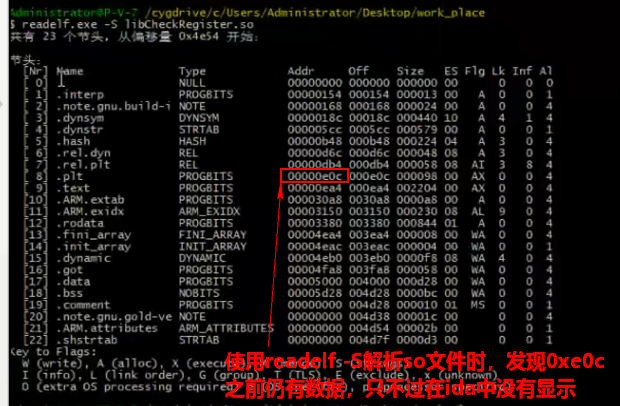 Administrator@P-V-7 /cygdrive/c/Users/Administrator/Desktop/work_place
$ readelf.exe -S libCheckRegister.so
共有 23 个节头，从偏移量 0x4e54 开始：
节头：
[Nr] Name Type Addr Off Size ES Flg Lk Inf Al
[ 0] NULL 00000000 000000 000000 00 0 0 0
[ 1] .interp PROGBITS 00000154 000154 000013 00 A 0 0 1
[ 2] .note.gnu.build-i NOTE 00000168 000168 000024 00 A 0 0 4
[ 3] .dynsym DYNSYM 0000018c 00018c 000440 10 A 4 1 4
[ 4] .dynstr STRTAB 000005cc 0005cc 000579 00 A 0 0 1
[ 5] .hash HASH 00000b48 000b48 000224 04 A 3 0 4
[ 6] .rel.dyn REL 00000d6c 000d6c 000048 08 A 3 0 4
[ 7] .rel.plt REL 00000db4 000db4 000058 08 AI 3 8 4
[ 8] .plt PROGBITS 00000e0c 000e0c 000098 00 AX 0 0 4
[ 9] .text PROGBITS 00000ea4 000ea4 002204 00 AX 0 0 4
[10] .ARM.extab PROGBITS 000030a8 0030a8 0000a8 00 A 0 0 4
[11] .ARM.exidx ARM_EXIDX 00003150 003150 000230 08 AL 9 0 4
[12] .rodata PROGBITS 00003380 003380 000844 01 A 0 0 4
[13] .fini_array FINI_ARRAY 00004ea4 003ea4 000008 00 WA 0 0 4
[14] .init_array INIT_ARRAY 00004eac 003eac 000004 00 WA 0 0 1
[15] .dynamic DYNAMIC 00004eb0 003eb0 0000f8 08 WA 4 0 4
[16] .got PROGBITS 00004fa8 003fa8 000058 00 WA 0 0 4
[17] .data PROGBITS 00005000 004000 000d28 00 WA 0 0 4
[18] .bss NOBITS 00005d28 004d28 0000bc 00 WA 0 0 4
[19] .comment PROGBITS 00000000 004d28 000010 01 MS 0 0 1
[20] .note.gnu.gold-ve NOTE 00000000 004d38 00001c 00 0 0 4
[21] .ARM.attributes ARM_ATTRIBUTES 00000000 004d54 00002b 00 0 0 1
[22] .shstrtab STRTAB 00000000 004d7f 0000d3 00 0 0 1
Key to Flags:
W (write), A (alloc), X (execute)
I (info), L (link order), G (group), T (TLS), E (exclude), x (unknown)
O (extra OS processing required)
使用readelf -S解析so文件时，发现0xe0c
之前仍有数据，只不过在ida中没有显示